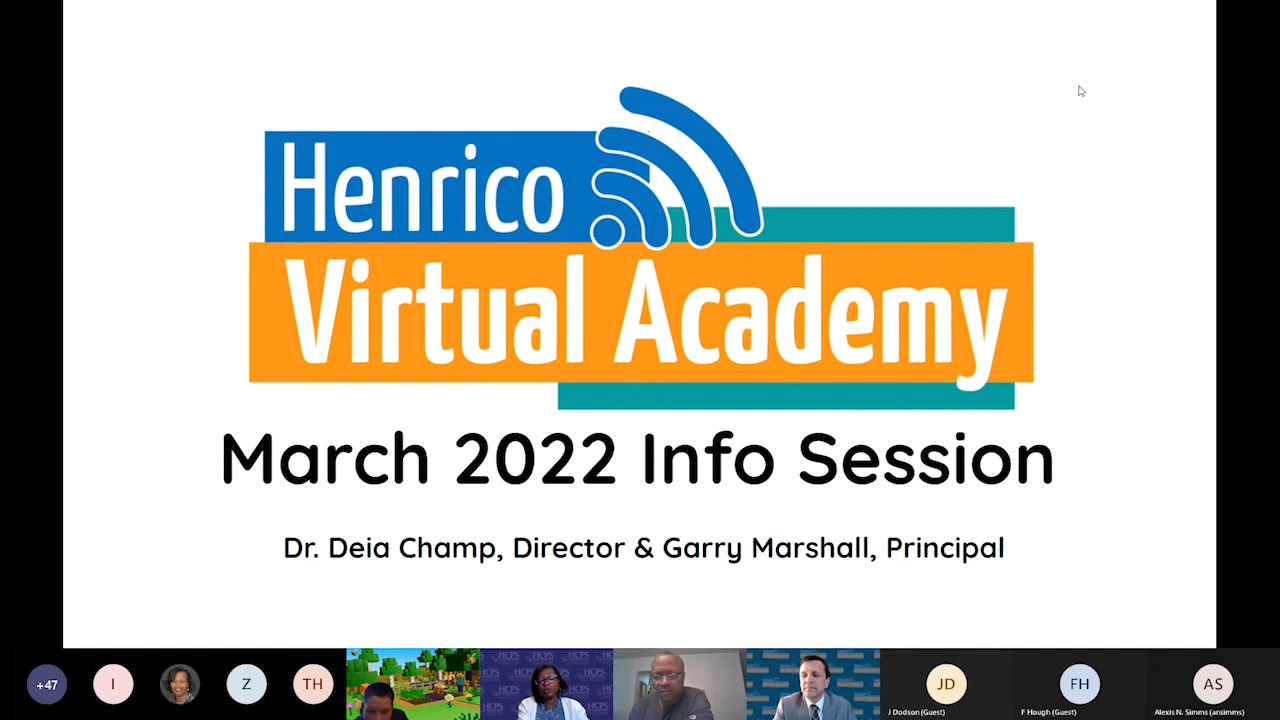 Henrico
Virtual Academy
March 2022 Info Session
Dr. Deia Champ, Director & Garry Marshall, Principal
+47
I
Z
TH
HCPS
JD
FH
AS
J Dodson (Guest)
F Hough (Guest)
Alexis N. Simms (ansimms)